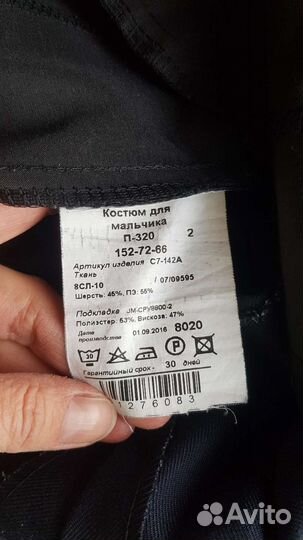 Костюм для
мальчика
П-320 2
152-72-66
Артикул изделия С7-142А
Ткань
8СЛ-10 / 07/09595
Шерсть: 45%, ПЭ: 55%
Подкладка JM-CPV8800-2
Полиэстер: 53%, Вискоза: 47%
Дата
производства 01.09.2016 8020
30 P
Гарантийный срок - 30 дней
1276083
Avito